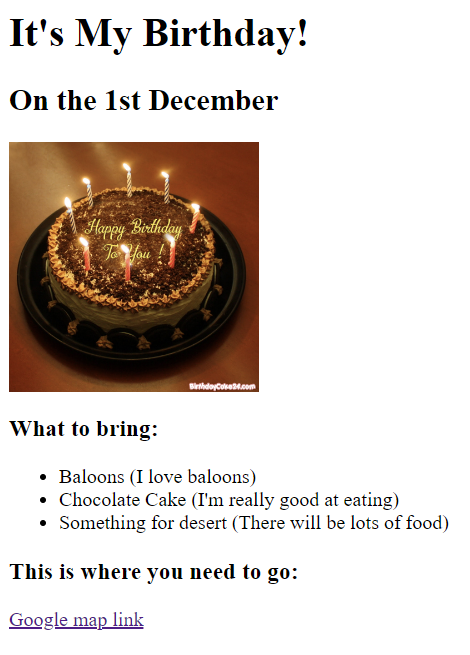 It's My Birthday!
On the 1st December
Happy Birthday
To You !
BirthdayCake24.com
What to bring:
Baloons (I love baloons)
Chocolate Cake (I'm really good at eating)
Something for desert (There will be lots of food)
This is where you need to go:
Google map link